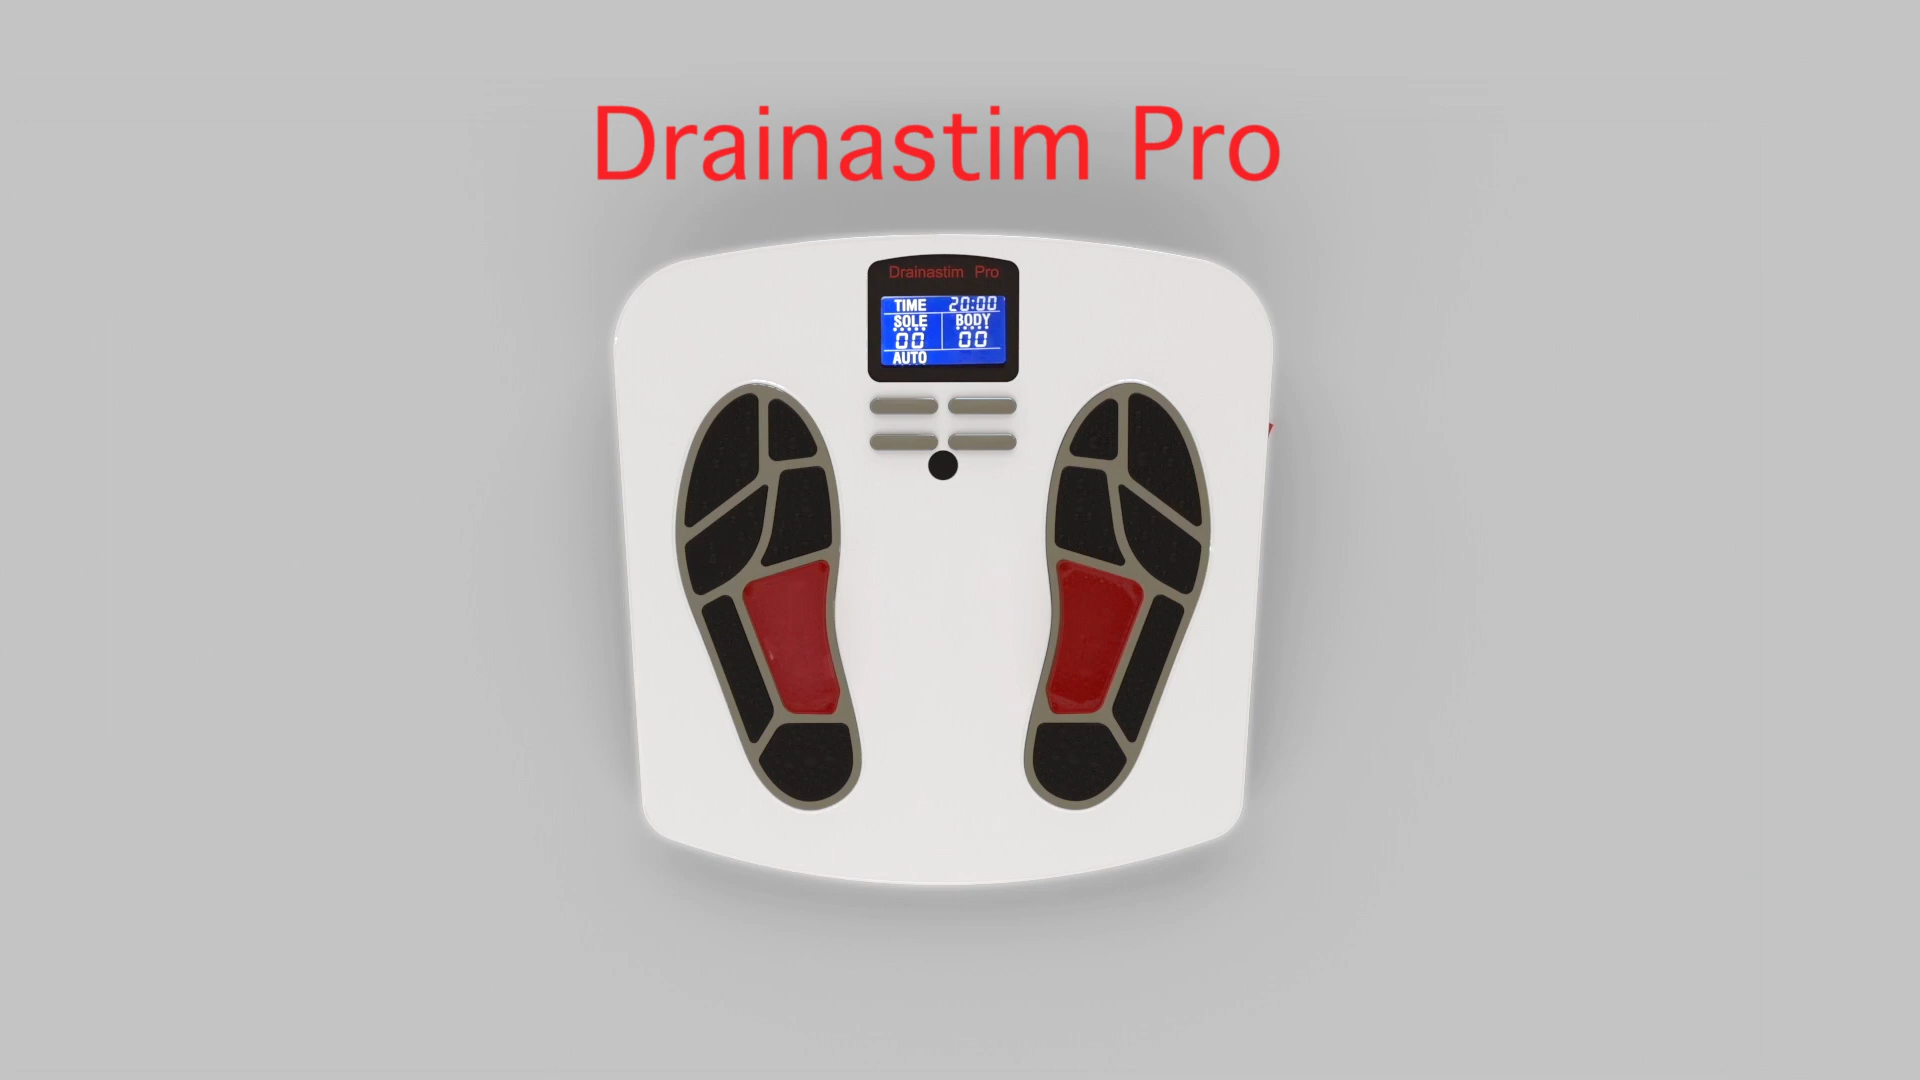 Drainastim Pro
Drainastim Pro
TIME 20:00
SOLE BODY
00 00
AUTO